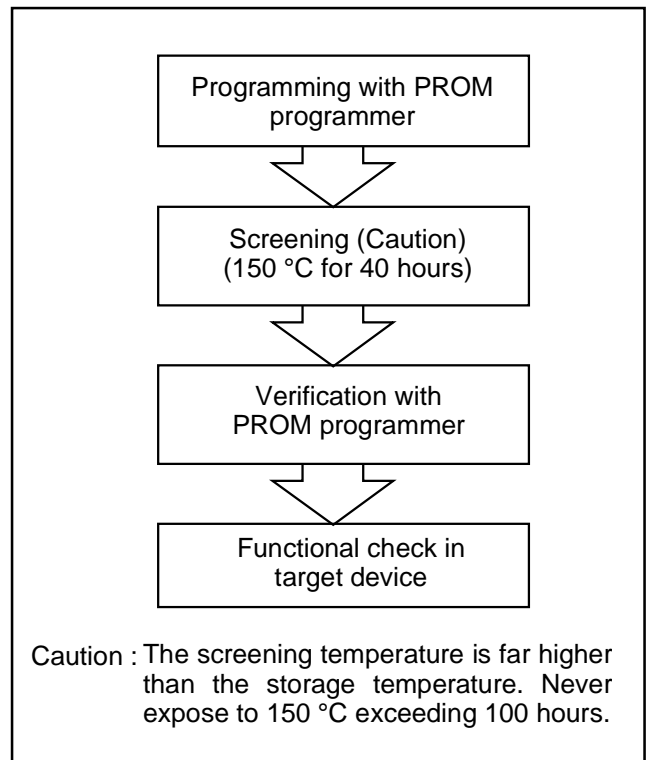 Programming with PROM
programmer
Screening (Caution)
(150 °C for 40 hours)
Verification with
PROM programmer
Functional check in
target device
Caution : The screening temperature is far higher
than the storage temperature. Never
expose to 150 °C exceeding 100 hours.